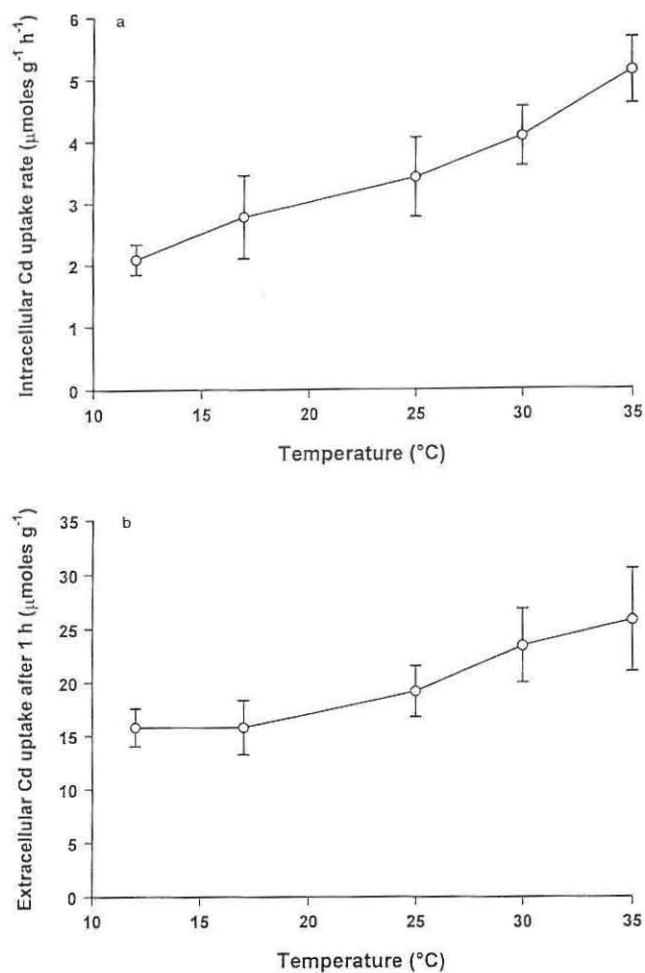 a
Intracellular Cd uptake rate (μmoles g⁻¹ h⁻¹)
6
5
4
3
2
1
0
10 15 20 25 30 35
Temperature (°C)
b
Extracellular Cd uptake after 1 h (μmoles g⁻¹)
35
30
25
20
15
10
5
0
10 15 20 25 30 35
Temperature (°C)